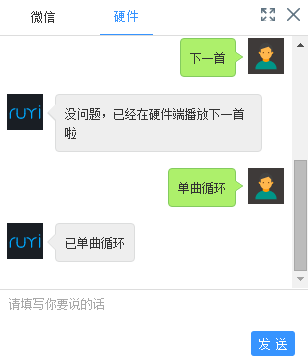 微信 硬件
下一首
ruyi
没问题，已经在硬件端播放下一首
啦
单曲循环
ruyi
已单曲循环
请填写你要说的话
发 送